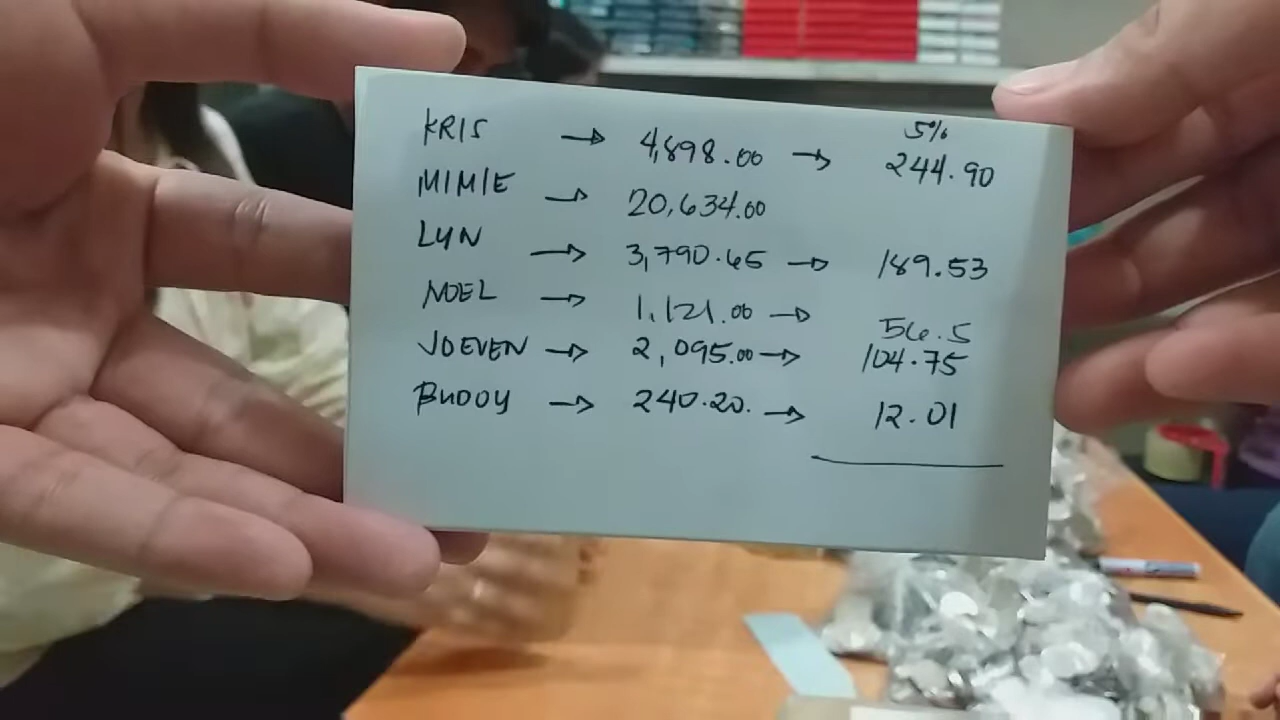 5%
KRIS → 4,898.00 → 244.90
MIMIE → 20,634.00
LYN → 3,790.65 → 189.53
NOEL → 1,121.00 → 56.5
JOEVEN → 2,095.00 → 104.75
BUDDY → 240.20. → 12.01